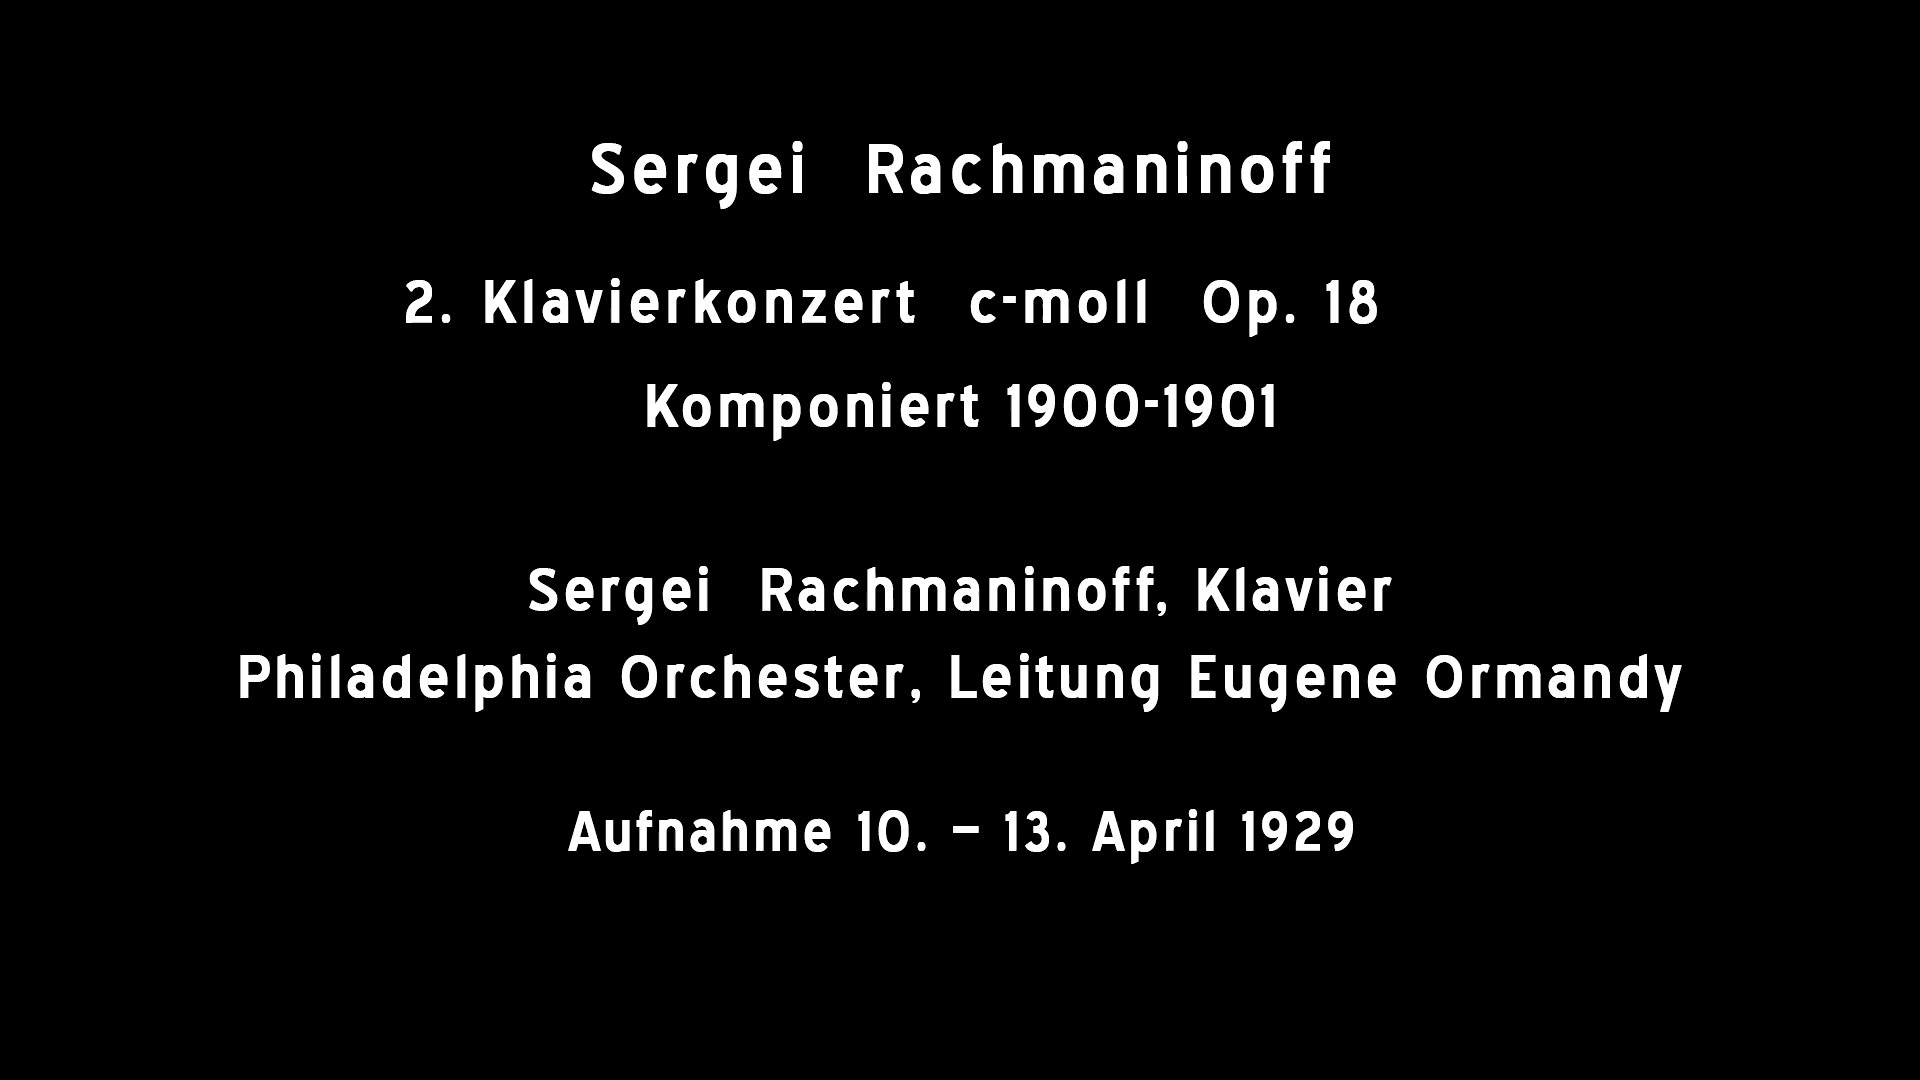 Sergei Rachmaninoff
2. Klavierkonzert c-moll Op. 18
Komponiert 1900-1901
Sergei Rachmaninoff, Klavier
Philadelphia Orchester, Leitung Eugene Ormandy
Aufnahme 10. – 13. April 1929